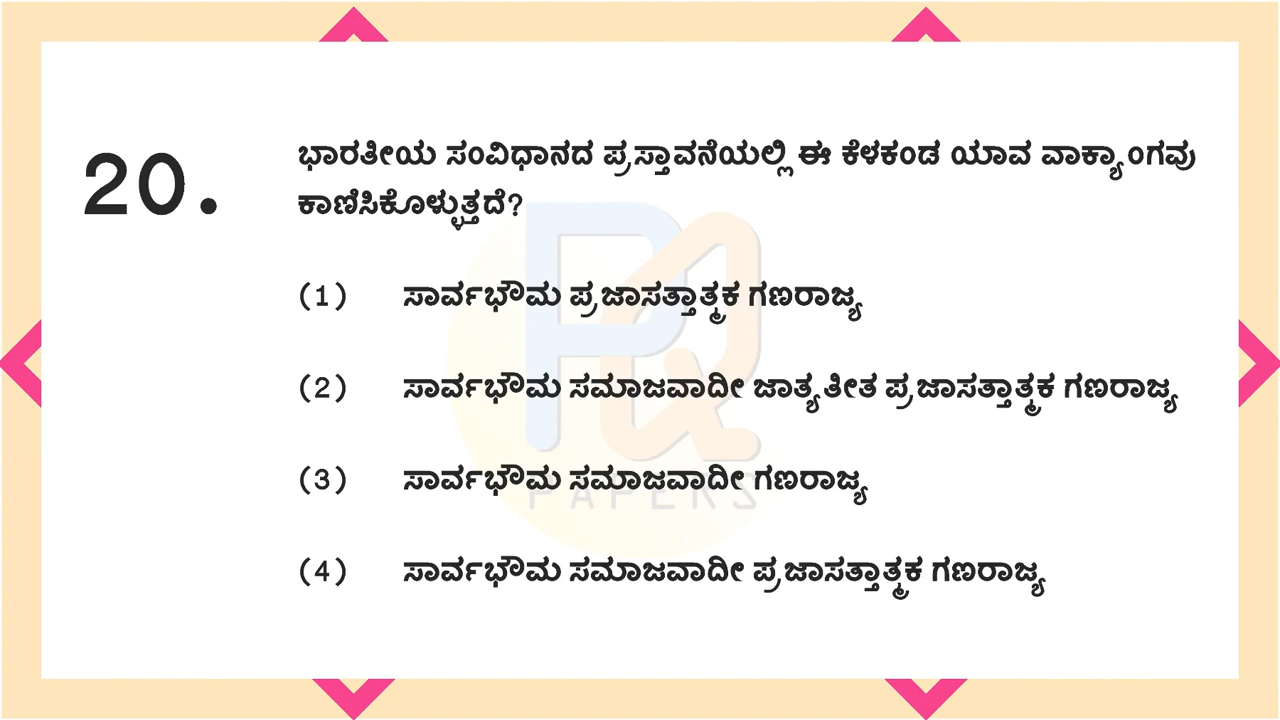 20. ಭಾರತೀಯ ಸಂವಿಧಾನದ ಪ್ರಸ್ತಾವನೆಯಲ್ಲಿ ಈ ಕೆಳಕಂಡ ಯಾವ ವಾಕ್ಯಾಂಗವು
ಕಾಣಿಸಿಕೊಳ್ಳುತ್ತದೆ?
(1) ಸಾರ್ವಭೌಮ ಪ್ರಜಾಸತ್ತಾತ್ಮಕ ಗಣರಾಜ್ಯ
(2) ಸಾರ್ವಭೌಮ ಸಮಾಜವಾದೀ ಜಾತ್ಯತೀತ ಪ್ರಜಾಸತ್ತಾತ್ಮಕ ಗಣರಾಜ್ಯ
(3) ಸಾರ್ವಭೌಮ ಸಮಾಜವಾದೀ ಗಣರಾಜ್ಯ
PAPERS
(4) ಸಾರ್ವಭೌಮ ಸಮಾಜವಾದೀ ಪ್ರಜಾಸತ್ತಾತ್ಮಕ ಗಣರಾಜ್ಯ